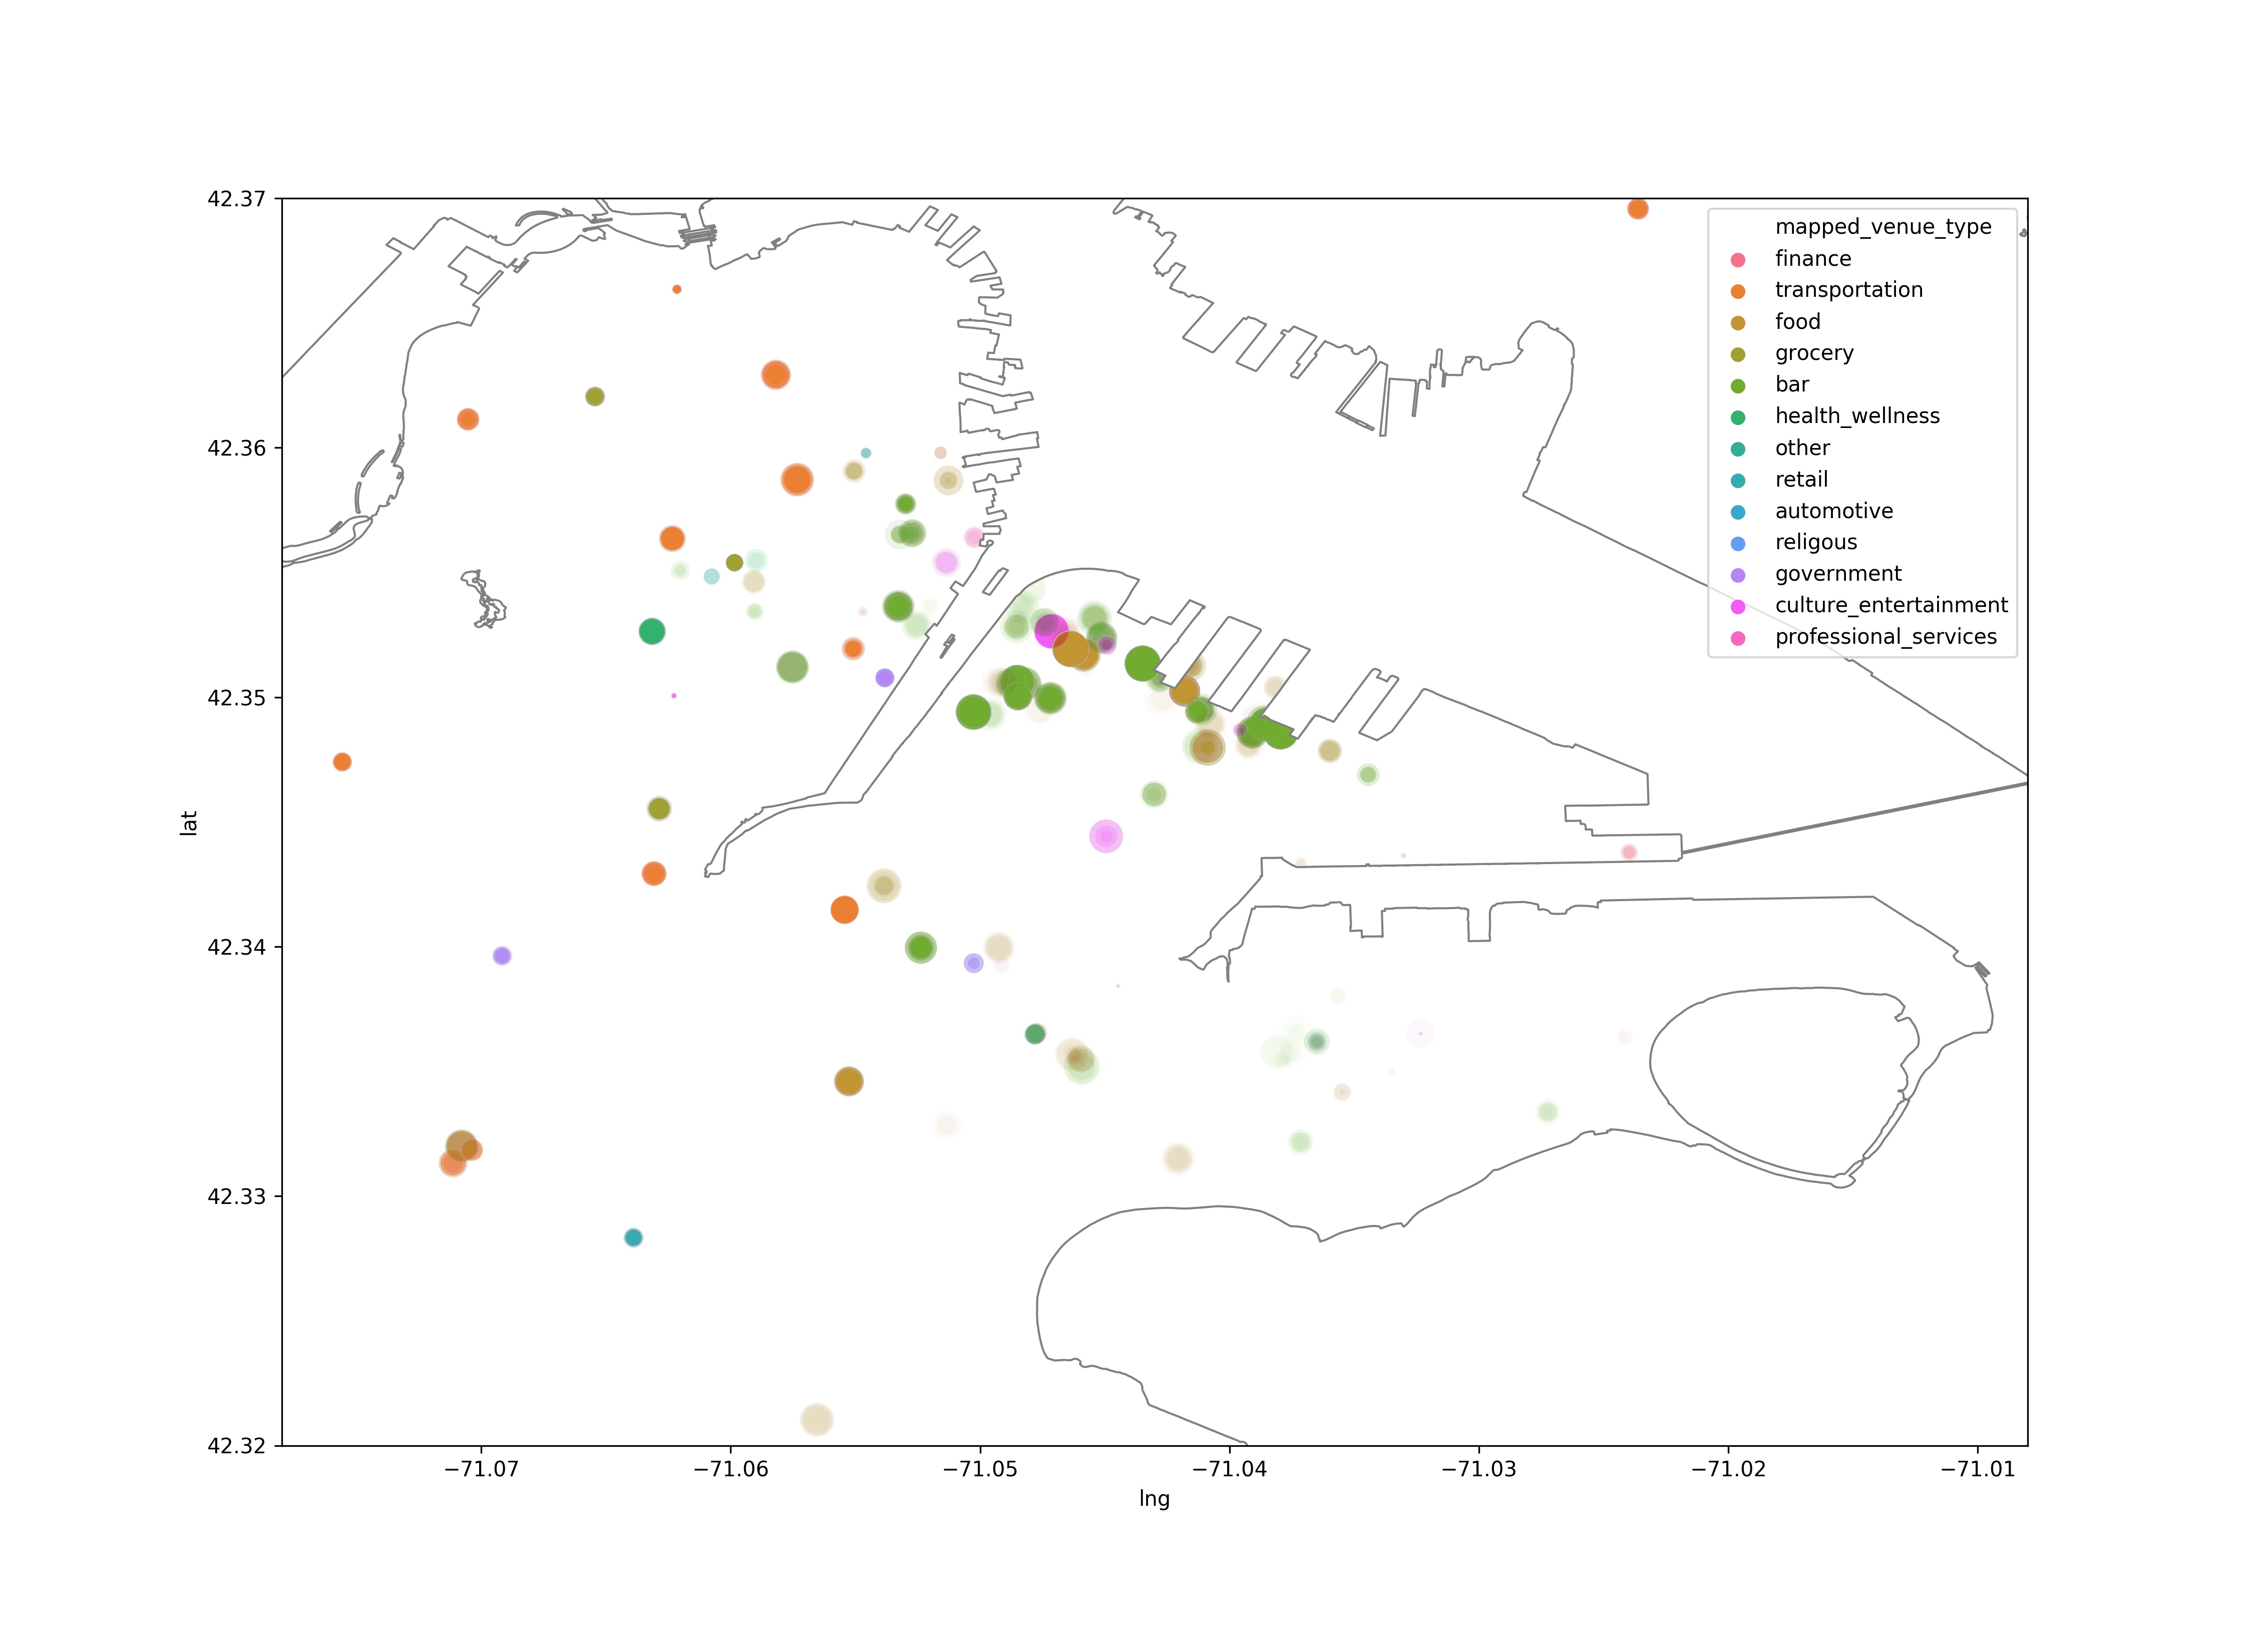 42.37
42.36
42.35
42.34
42.33
42.32
lat
−71.07
−71.06
−71.05
−71.04
−71.03
−71.02
−71.01
lng
mapped_venue_type
finance
transportation
food
grocery
bar
health_wellness
other
retail
automotive
religous
government
culture_entertainment
professional_services